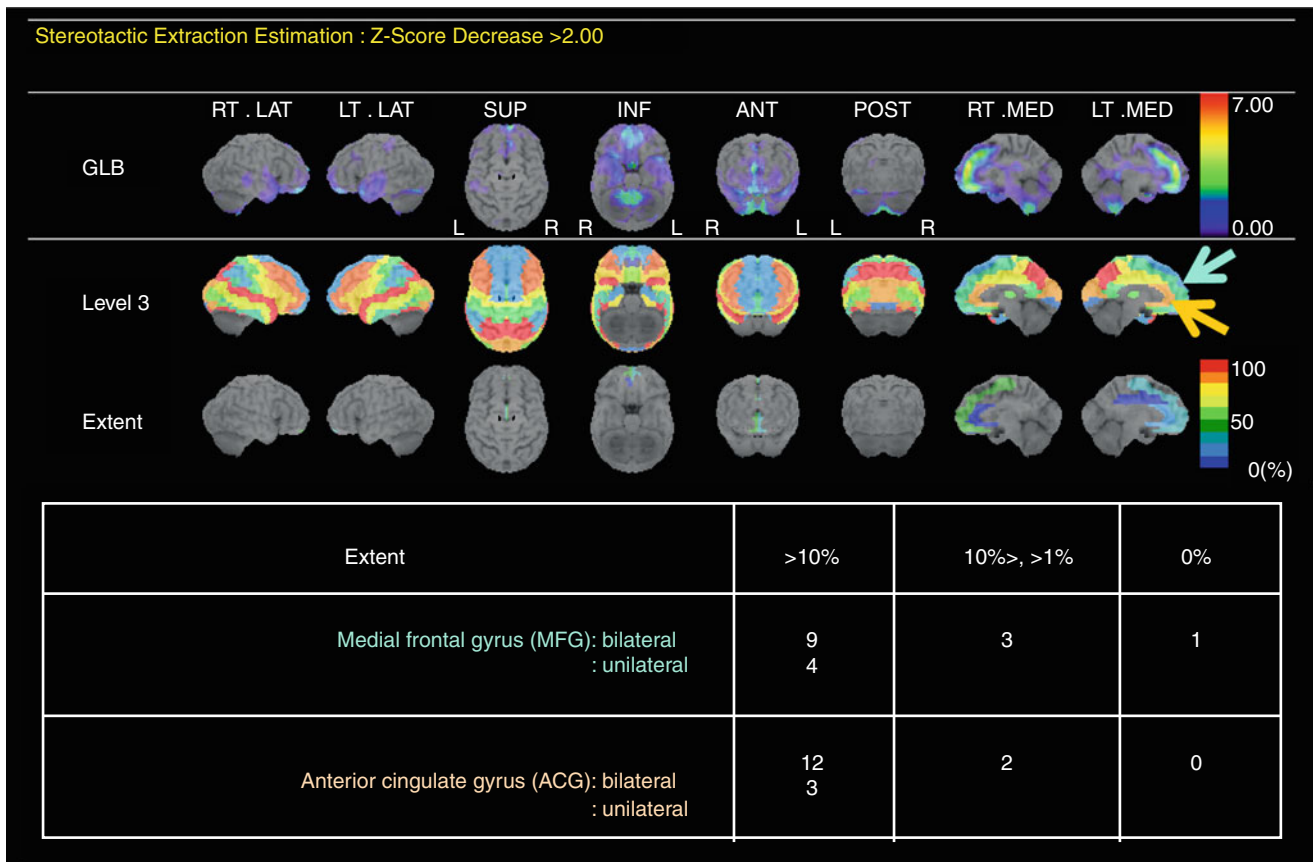 Stereotactic Extraction Estimation : Z-Score Decrease >2.00
RT . LAT LT . LAT SUP INF ANT POST RT .MED LT .MED
7.00
GLB
0.00
L R R L R L L R
Level 3
100
Extent
50
0(%)
Extent >10% 10%>, >1% 0%
Medial frontal gyrus (MFG): bilateral 9 3 1
: unilateral 4
Anterior cingulate gyrus (ACG): bilateral 12 2 0
: unilateral 3